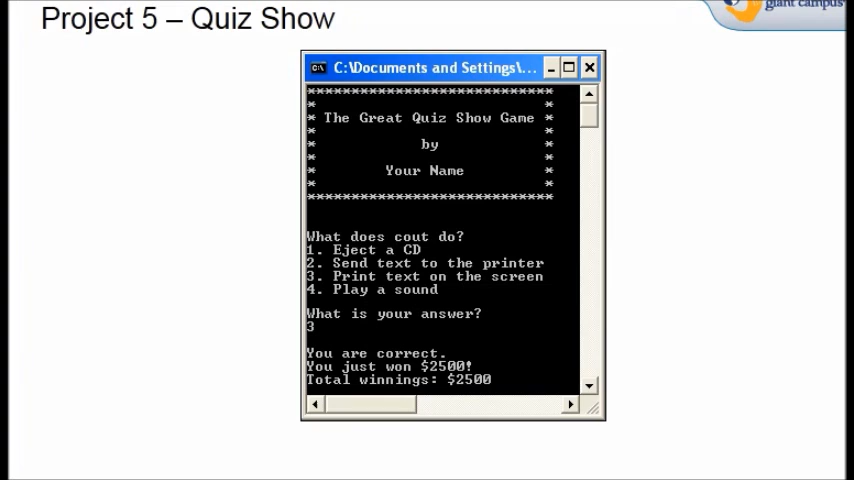 Project 5 – Quiz Show
giant campus
C:\Documents and Settings\...
****************************
*                          *
* The Great Quiz Show Game *
*                          *
*            by            *
*                          *
*        Your Name         *
*                          *
****************************
What does cout do?
1. Eject a CD
2. Send text to the printer
3. Print text on the screen
4. Play a sound
What is your answer?
3
You are correct.
You just won $2500!
Total winnings: $2500